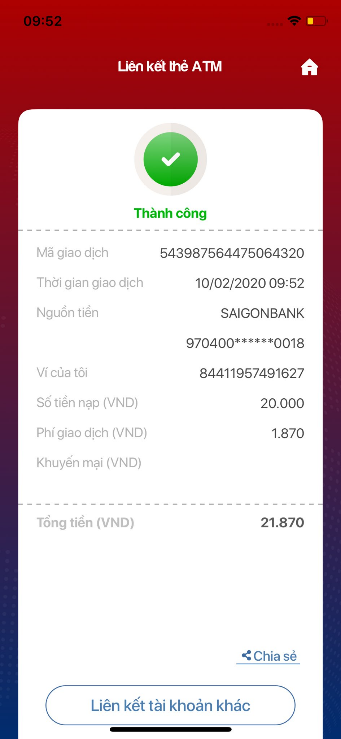 09:52
Liên kết thẻ ATM
Thành công
Mã giao dịch 543987564475064320
Thời gian giao dịch 10/02/2020 09:52
Nguồn tiền SAIGONBANK
970400******0018
Ví của tôi 84411957491627
Số tiền nạp (VND) 20.000
Phí giao dịch (VND) 1.870
Khuyến mại (VND)
Tổng tiền (VND) 21.870
Chia sẻ
Liên kết tài khoản khác